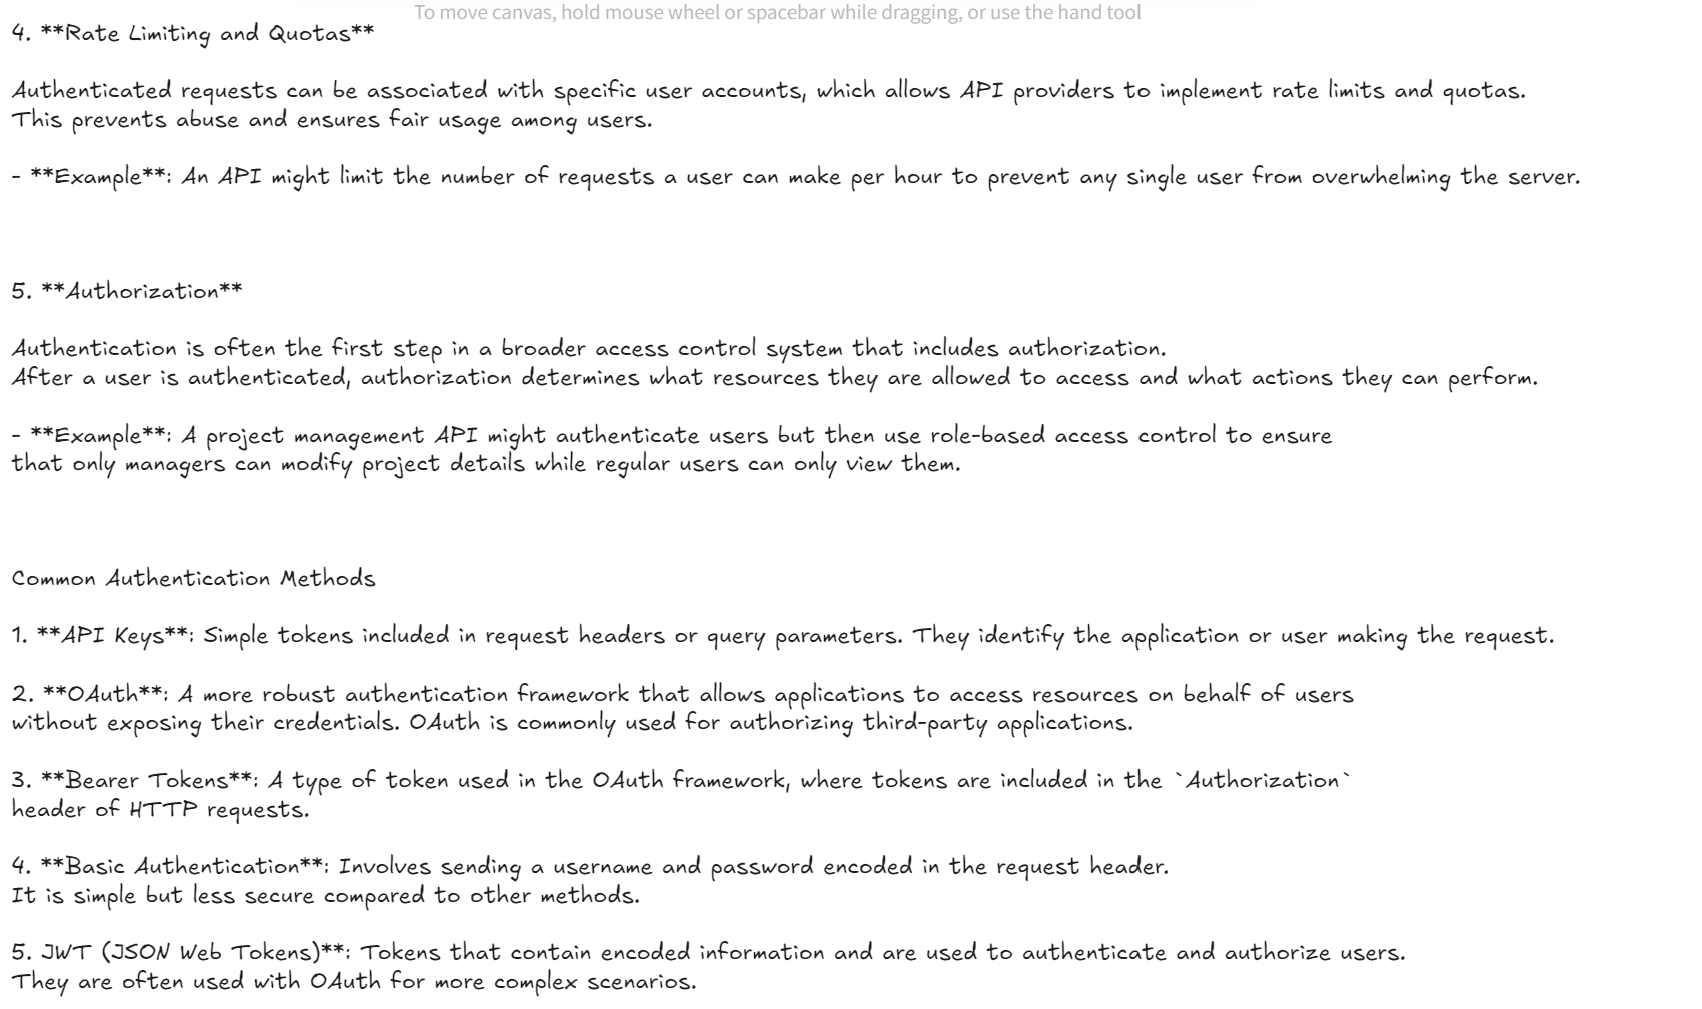 To move canvas, hold mouse wheel or spacebar while dragging, or use the hand tool
4. **Rate Limiting and Quotas**
Authenticated requests can be associated with specific user accounts, which allows API providers to implement rate limits and quotas.
This prevents abuse and ensures fair usage among users.
- **Example**: An API might limit the number of requests a user can make per hour to prevent any single user from overwhelming the server.
5. **Authorization**
Authentication is often the first step in a broader access control system that includes authorization.
After a user is authenticated, authorization determines what resources they are allowed to access and what actions they can perform.
- **Example**: A project management API might authenticate users but then use role-based access control to ensure
that only managers can modify project details while regular users can only view them.
Common Authentication Methods
1. **API Keys**: Simple tokens included in request headers or query parameters. They identify the application or user making the request.
2. **OAuth**: A more robust authentication framework that allows applications to access resources on behalf of users
without exposing their credentials. OAuth is commonly used for authorizing third-party applications.
3. **Bearer Tokens**: A type of token used in the OAuth framework, where tokens are included in the `Authorization`
header of HTTP requests.
4. **Basic Authentication**: Involves sending a username and password encoded in the request header.
It is simple but less secure compared to other methods.
5. JWT (JSON Web Tokens)**: Tokens that contain encoded information and are used to authenticate and authorize users.
They are often used with OAuth for more complex scenarios.